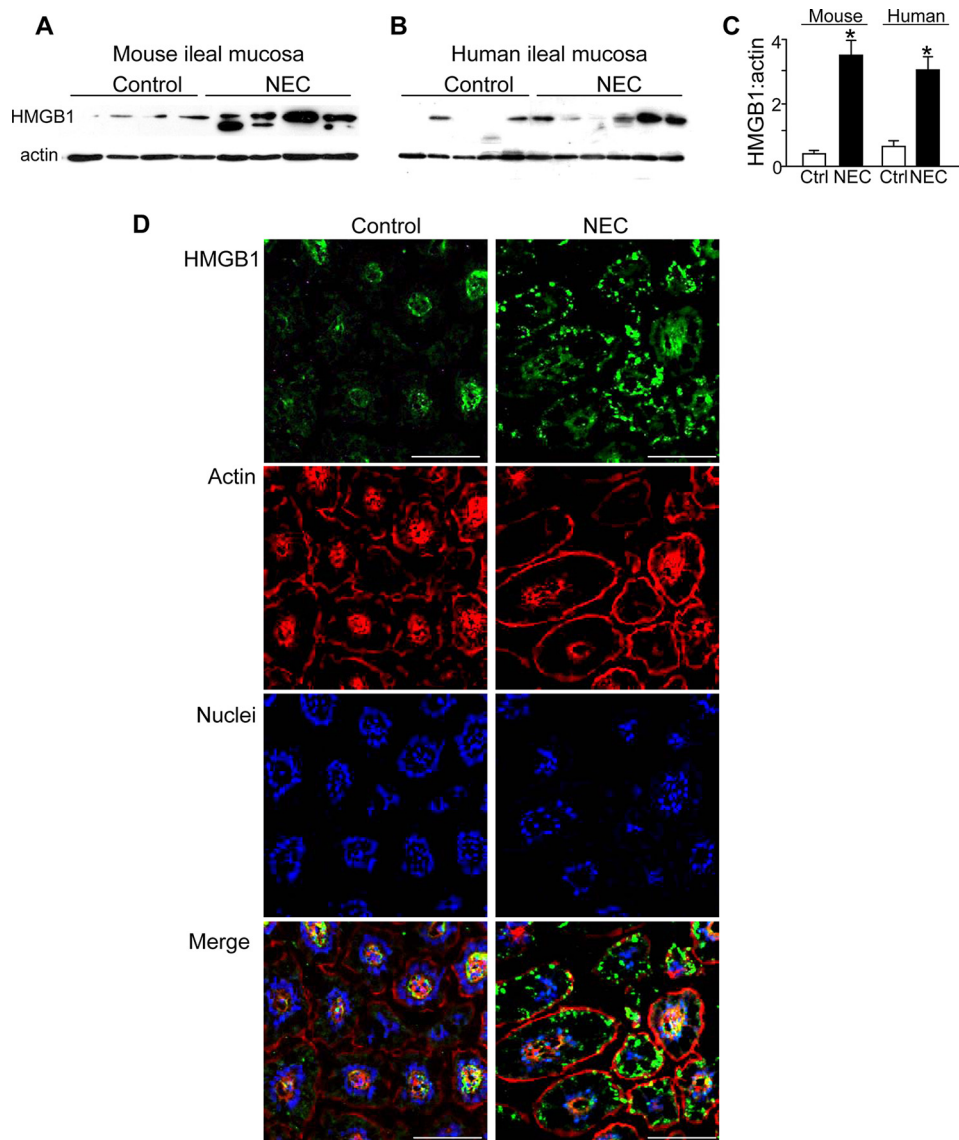 A
Mouse ileal mucosa
Control NEC
HMGB1
actin
B
Human ileal mucosa
Control NEC
C
Mouse Human
* *
4
2
0
HMGB1:actin
Ctrl NEC Ctrl NEC
D
Control NEC
HMGB1
Actin
Nuclei
Merge